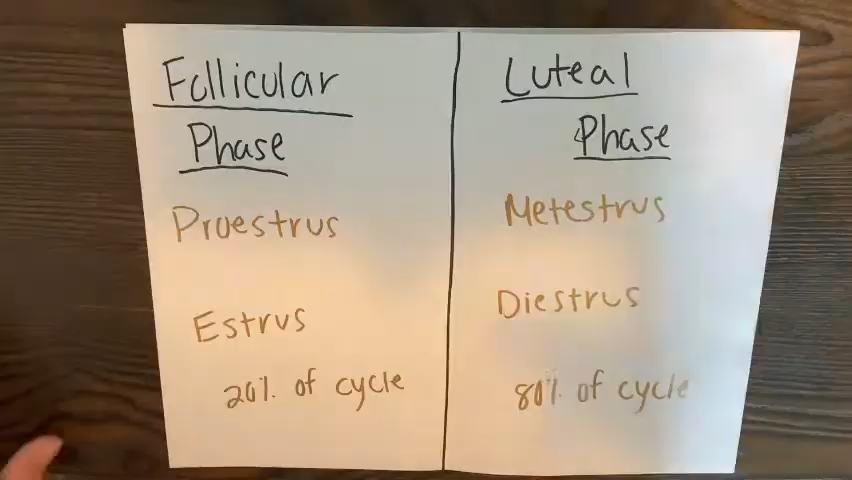 Follicular
Phase
Proestrus
Estrus
20% of cycle
Luteal
Phase
Metestrus
Diestrus
80% of cycle